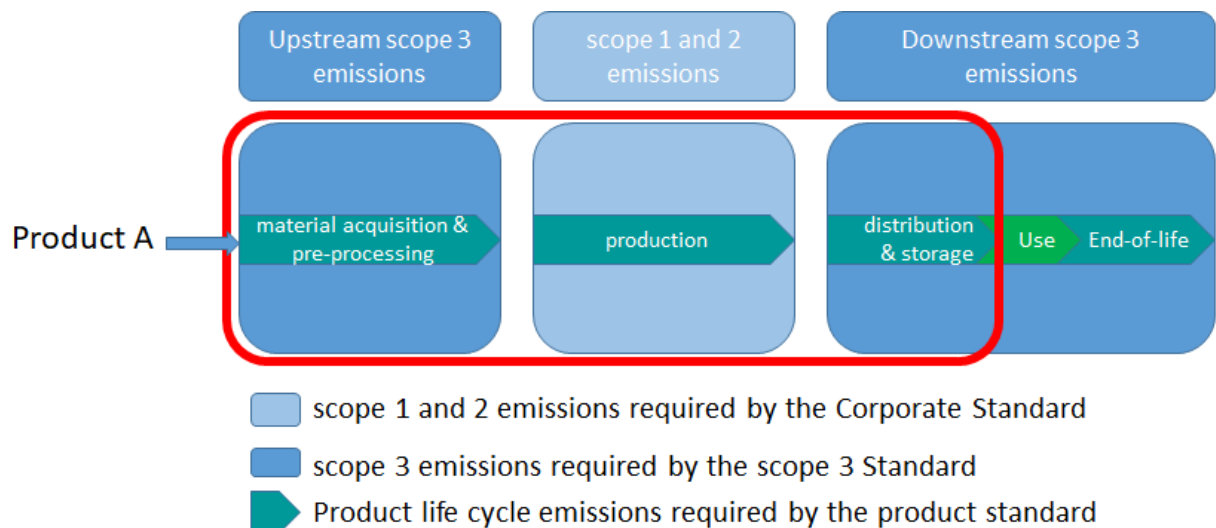 Upstream scope 3
emissions
scope 1 and 2
emissions
Downstream scope 3
emissions
Product A
material acquisition &
pre-processing
production
distribution
& storage
Use
End-of-life
scope 1 and 2 emissions required by the Corporate Standard
scope 3 emissions required by the scope 3 Standard
Product life cycle emissions required by the product standard